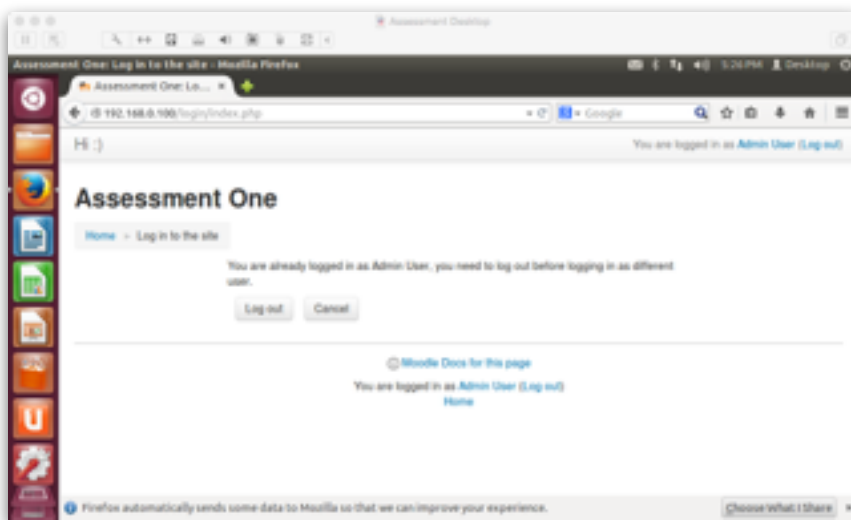 Assessment Desktop
Assessment One: Log in to the site - Mozilla Firefox
5:26 PM Desktop
Assessment One: Lo...
192.168.0.100/login/index.php
Google
Hi :)
You are logged in as Admin User (Log out)
Assessment One
Home
Log in to the site
You are already logged in as Admin User, you need to log out before logging in as different
user.
Log out
Cancel
Moodle Docs for this page
You are logged in as Admin User (Log out)
Home
Firefox automatically sends some data to Mozilla so that we can improve your experience.
Choose What I Share